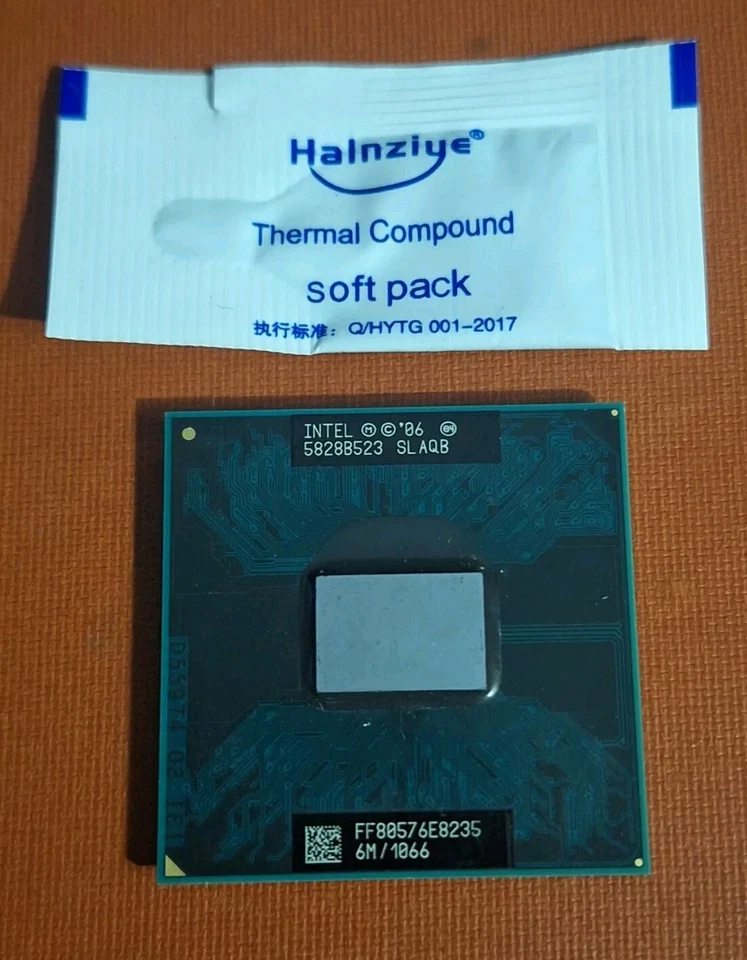 Halnziye®
Thermal Compound
soft pack
执行标准：Q/HYTG 001-2017
INTEL Ⓜ ©'06 e4
5828B523 SLAQB
FF80576E8235
6M/1066